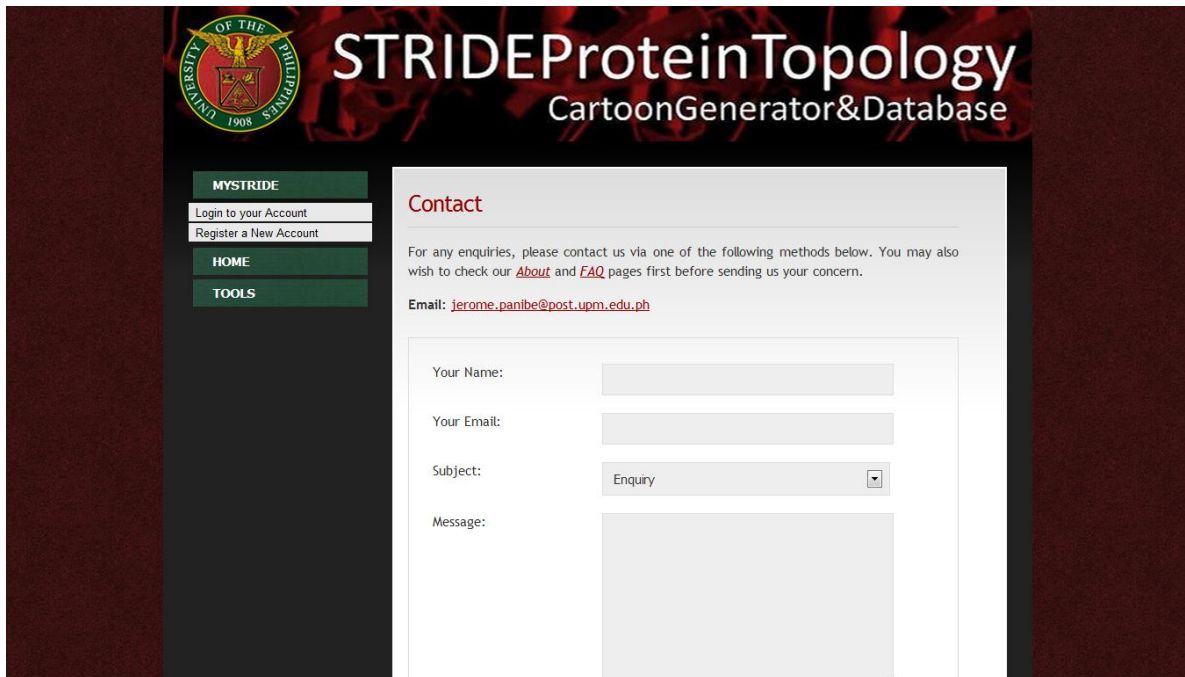 UNIVERSITY OF THE PHILIPPINES
1908
STRIDEProteinTopology
CartoonGenerator&Database
MYSTRIDE
Login to your Account
Register a New Account
HOME
TOOLS
Contact
For any enquiries, please contact us via one of the following methods below. You may also
wish to check our About and FAQ pages first before sending us your concern.
Email: jerome.panibe@post.upm.edu.ph
Your Name:
Your Email:
Subject:
Enquiry
Message: